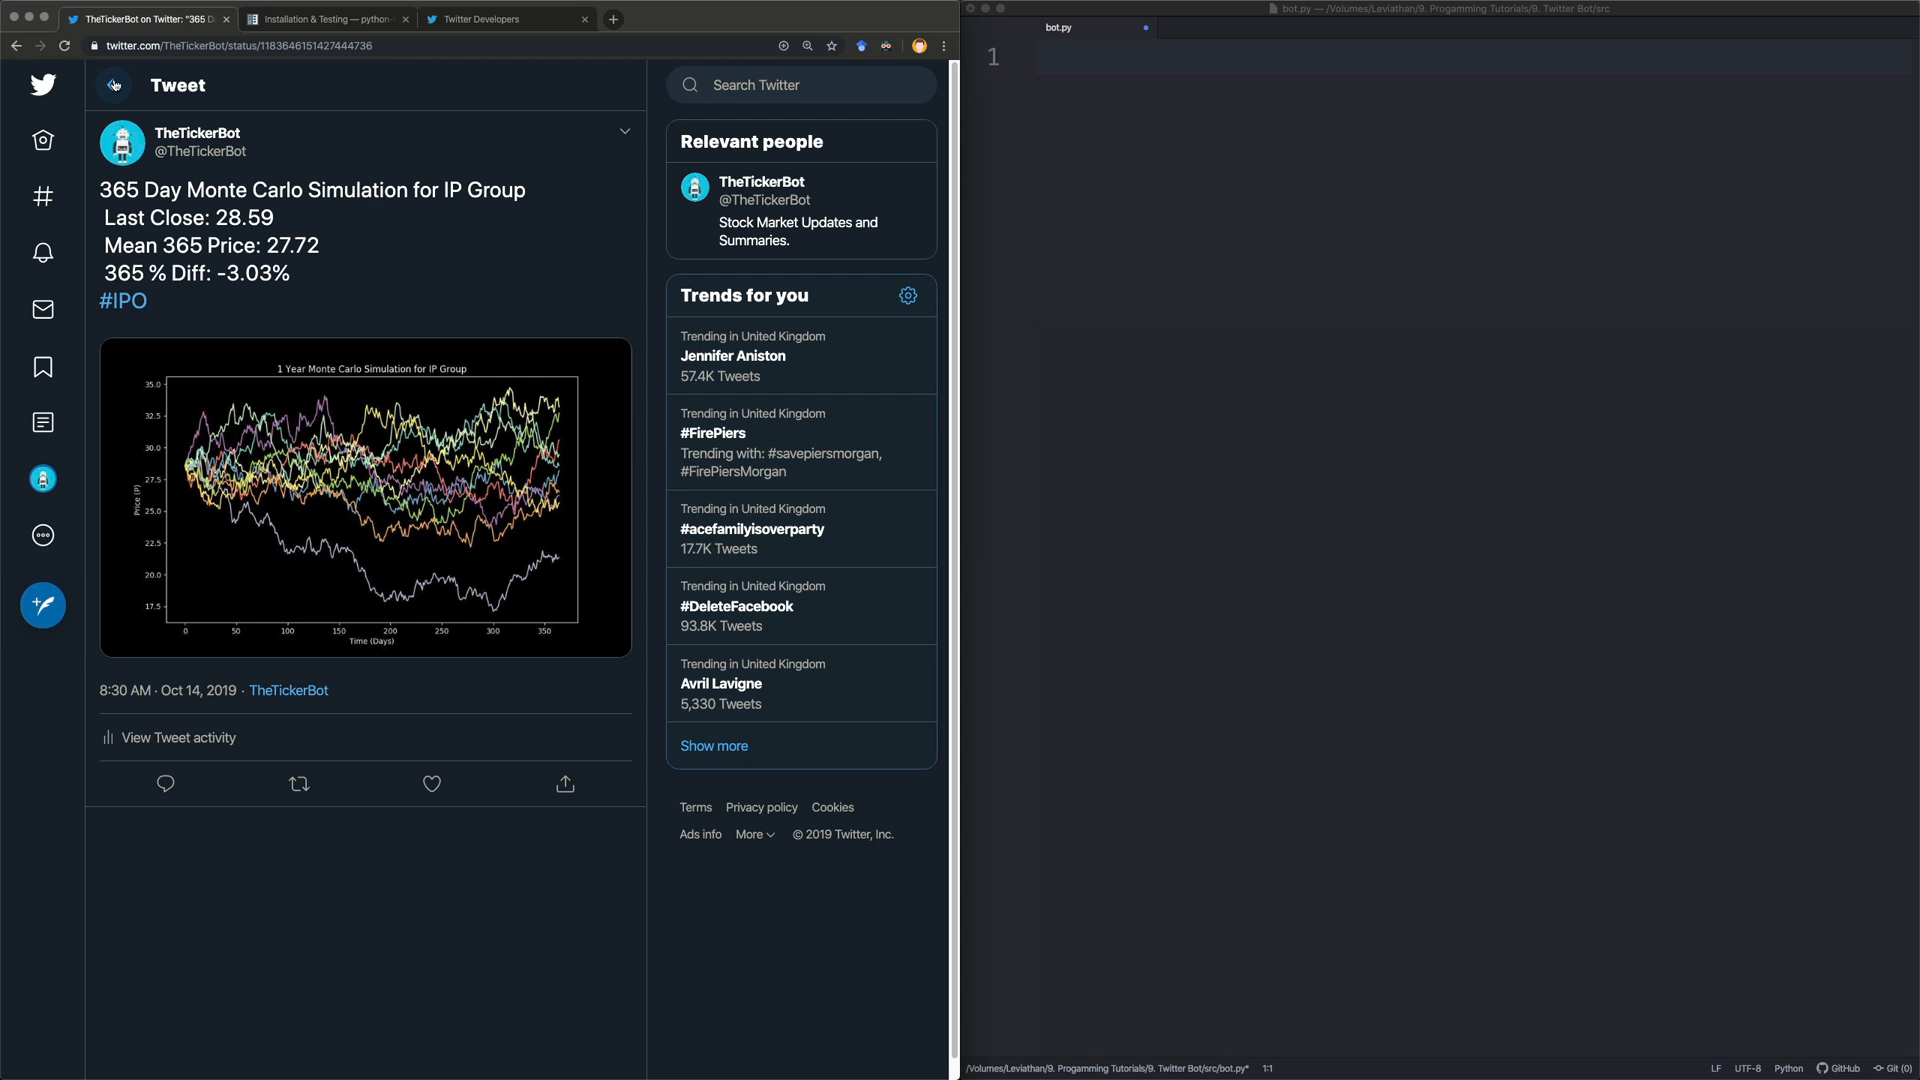 TheTickerBot on Twitter: "365 D
Installation & Testing — python-
Twitter Developers
twitter.com/TheTickerBot/status/1183646151427444736
Tweet
TheTickerBot
@TheTickerBot
365 Day Monte Carlo Simulation for IP Group
Last Close: 28.59
Mean 365 Price: 27.72
365 % Diff: -3.03%
#IPO
1 Year Monte Carlo Simulation for IP Group
35.0
32.5
30.0
27.5
25.0
22.5
20.0
17.5
Price (P)
0 50 100 150 200 250 300 350
Time (Days)
8:30 AM · Oct 14, 2019 · TheTickerBot
View Tweet activity
Search Twitter
Relevant people
TheTickerBot
@TheTickerBot
Stock Market Updates and
Summaries.
Trends for you
Trending in United Kingdom
Jennifer Aniston
57.4K Tweets
Trending in United Kingdom
#FirePiers
Trending with: #savepiersmorgan,
#FirePiersMorgan
Trending in United Kingdom
#acefamilyisoverparty
17.7K Tweets
Trending in United Kingdom
#DeleteFacebook
93.8K Tweets
Trending in United Kingdom
Avril Lavigne
5,330 Tweets
Show more
Terms Privacy policy Cookies
Ads info More © 2019 Twitter, Inc.
bot.py — /Volumes/Leviathan/9. Progamming Tutorials/9. Twitter Bot/src
bot.py
1
/Volumes/Leviathan/9. Progamming Tutorials/9. Twitter Bot/src/bot.py* 1:1
LF UTF-8 Python GitHub Git (0)